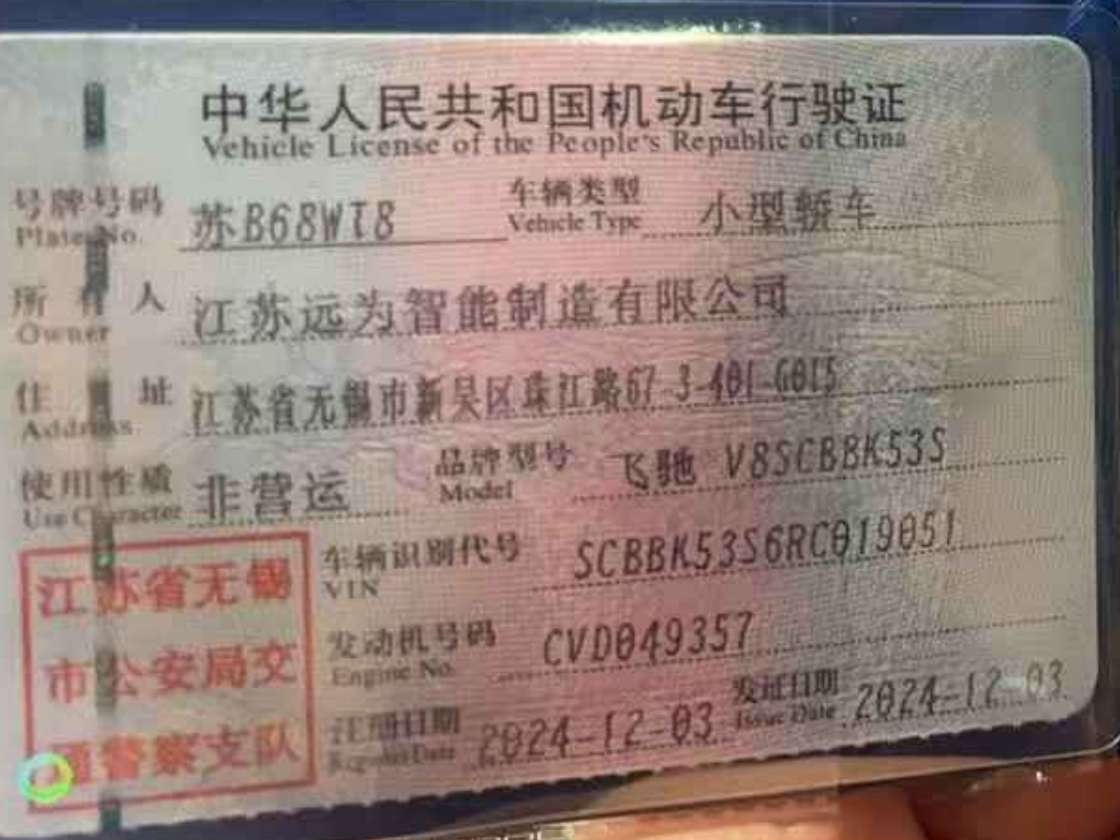 中华人民共和国机动车行驶证
Vehicle License of the People's Republic of China
号牌号码 苏B68WT8 车辆类型 小型轿车
Plate No. Vehicle Type
所有人 江苏远为智能制造有限公司
Owner
住址 江苏省无锡市新吴区珠江路67-3-401-G015
Address
使用性质 非营运 品牌型号 飞驰 V8SCBBK53S
Use Character Model
车辆识别代号 SCBBK53S6RC019051
VIN
发动机号码 CVD049357
Engine No.
注册日期 2024-12-03 发证日期 2024-12-03
Register Date Issue Date
江苏省无锡
市公安局交
通警察支队